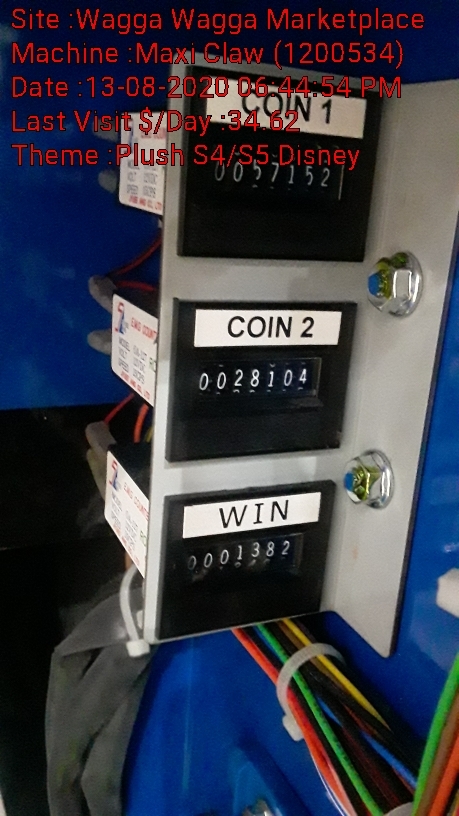 Site :Wagga Wagga Marketplace
Machine :Maxi Claw (1200534)
Date :13-08-2020 06:44:54 PM
Last Visit $/Day :34.62
Theme :Plush S4/S5 Disney
COIN 1
0057152
COIN 2
0028104
WIN
0001382